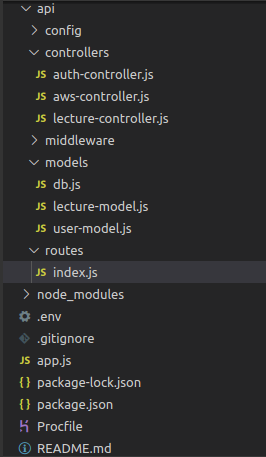 api
config
controllers
JS auth-controller.js
JS aws-controller.js
JS lecture-controller.js
middleware
models
JS db.js
JS lecture-model.js
JS user-model.js
routes
JS index.js
node_modules
.env
.gitignore
JS app.js
{ } package-lock.json
{ } package.json
Procfile
README.md